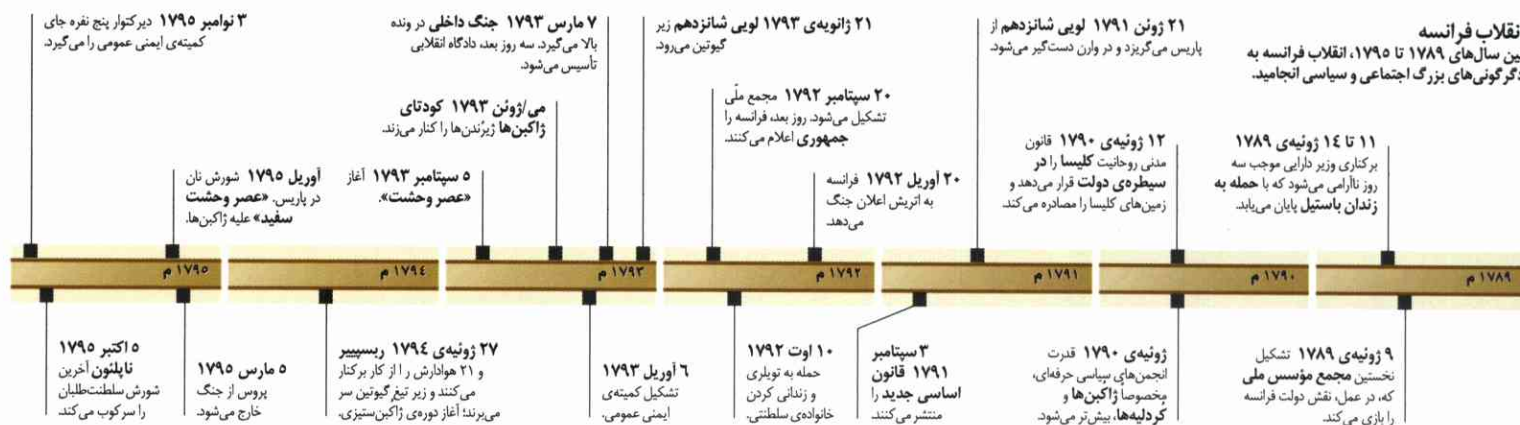 نقلاب فرانسه
ین سال‌های ۱۷۸۹ تا ۱۷۹۵، انقلاب فرانسه به
دگرگونی‌های بزرگ اجتماعی و سیاسی انجامید.
۱۱ تا ۱۴ ژوئیه‌ی ۱۷۸۹
برکناری وزیر دارایی موجب سه
روز ناآرامی می‌شود که با حمله به
زندان باستیل پایان می‌یابد.
۱۲ ژوئیه‌ی ۱۷۹۰ قانون
مدنی روحانیت کلیسا را در
سیطره‌ی دولت قرار می‌دهد و
زمین‌های کلیسا را مصادره می‌کند.
۲۱ ژوئن ۱۷۹۱ لویی شانزدهم از
پاریس می‌گریزد و در وارن دست‌گیر می‌شود.
۲۰ آوریل ۱۷۹۲ فرانسه
به اتریش اعلان جنگ
می‌دهد.
۲۰ سپتامبر ۱۷۹۲ مجمع ملّی
تشکیل می‌شود. روز بعد، فرانسه را
جمهوری اعلام می‌کنند.
۲۱ ژانویه‌ی ۱۷۹۳ لویی شانزدهم زیر
گیوتین می‌رود.
۷ مارس ۱۷۹۳ جنگ داخلی در ونده
بالا می‌گیرد. سه روز بعد، دادگاه انقلابی
تأسیس می‌شود.
می/ژوئن ۱۷۹۳ کودتای
ژاکبن‌ها ژیرُندن‌ها را کنار می‌زند.
۵ سپتامبر ۱۷۹۳ آغاز
«عصر وحشت».
آوریل ۱۷۹۵ شورش نان
در پاریس. «عصر وحشت
سفید» علیه ژاکبن‌ها.
۳ نوامبر ۱۷۹۵ دیرکتوار پنج نفره جای
کمیته‌ی ایمنی عمومی را می‌گیرد.
۱۷۸۹ م
۱۷۹۰ م
۱۷۹۱ م
۱۷۹۲ م
۱۷۹۳ م
۱۷۹۴ م
۱۷۹۵ م
۹ ژوئیه‌ی ۱۷۸۹ تشکیل
نخستین مجمع مؤسس ملی
که، در عمل، نقش دولت فرانسه
را بازی می‌کند.
ژوئیه‌ی ۱۷۹۰ قدرت
انجمن‌های سیاسی حرفه‌ای،
مخصوصاً ژاکبن‌ها و
کُردلیه‌ها، بیش‌تر می‌شود.
۳ سپتامبر
۱۷۹۱ قانون
اساسی جدید را
منتشر می‌کنند.
۱۰ اوت ۱۷۹۲
حمله به تویلری
و زندانی کردن
خانواده‌ی سلطنتی.
۶ آوریل ۱۷۹۳
تشکیل کمیته‌ی
ایمنی عمومی.
۲۷ ژوئیه‌ی ۱۷۹۴ ربسپییر
و ۲۱ هوادارش را از کار برکنار
می‌کنند و زیر تیغ گیوتین سر
می‌برند؛ آغاز دوره‌ی ژاکبن‌ستیزی.
۵ مارس ۱۷۹۵
پروس از جنگ
خارج می‌شود.
۵ اکتبر ۱۷۹۵
ناپلئون آخرین
شورش سلطنت‌طلبان
را سرکوب می‌کند.